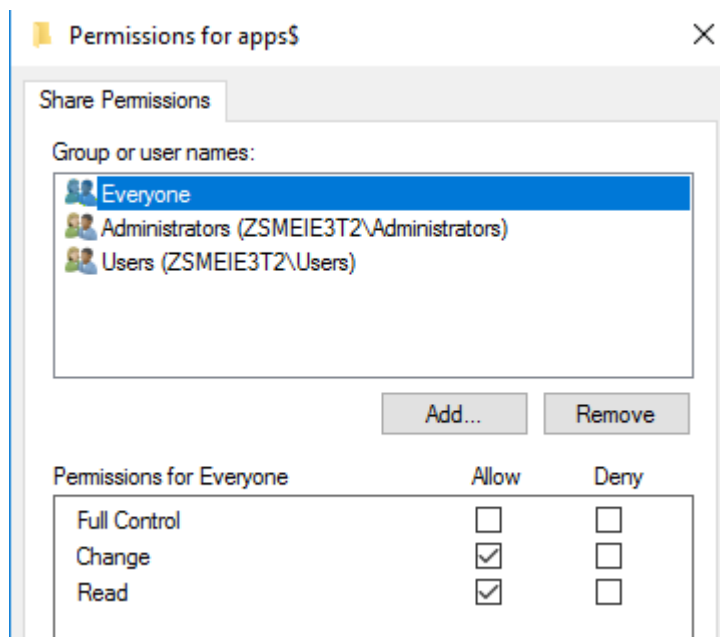 Permissions for apps$
Share Permissions
Group or user names:
Everyone
Administrators (ZSMEIE3T2\Administrators)
Users (ZSMEIE3T2\Users)
Add... Remove
Permissions for Everyone Allow Deny
Full Control
Change
Read